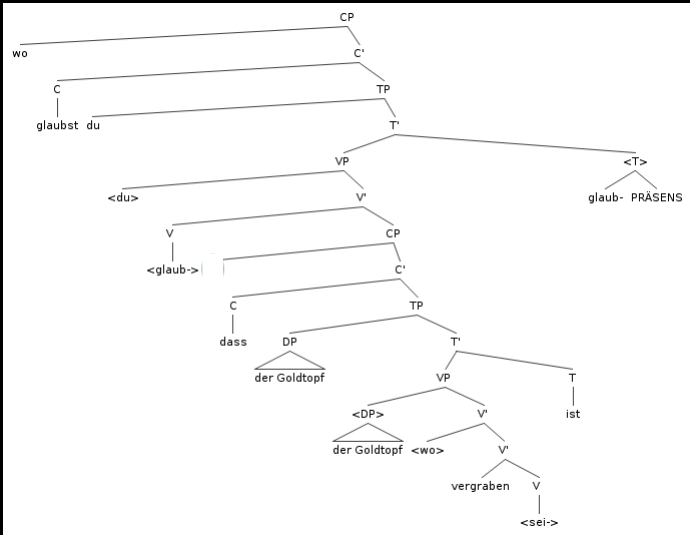 CP
wo C'
C TP
glaubst du T'
VP <T>
<du> V' glaub- PRÄSENS
V CP
<glaub-> C'
C TP
dass DP T'
der Goldtopf VP T
<DP> V' ist
der Goldtopf <wo> V'
vergraben V
<sei->